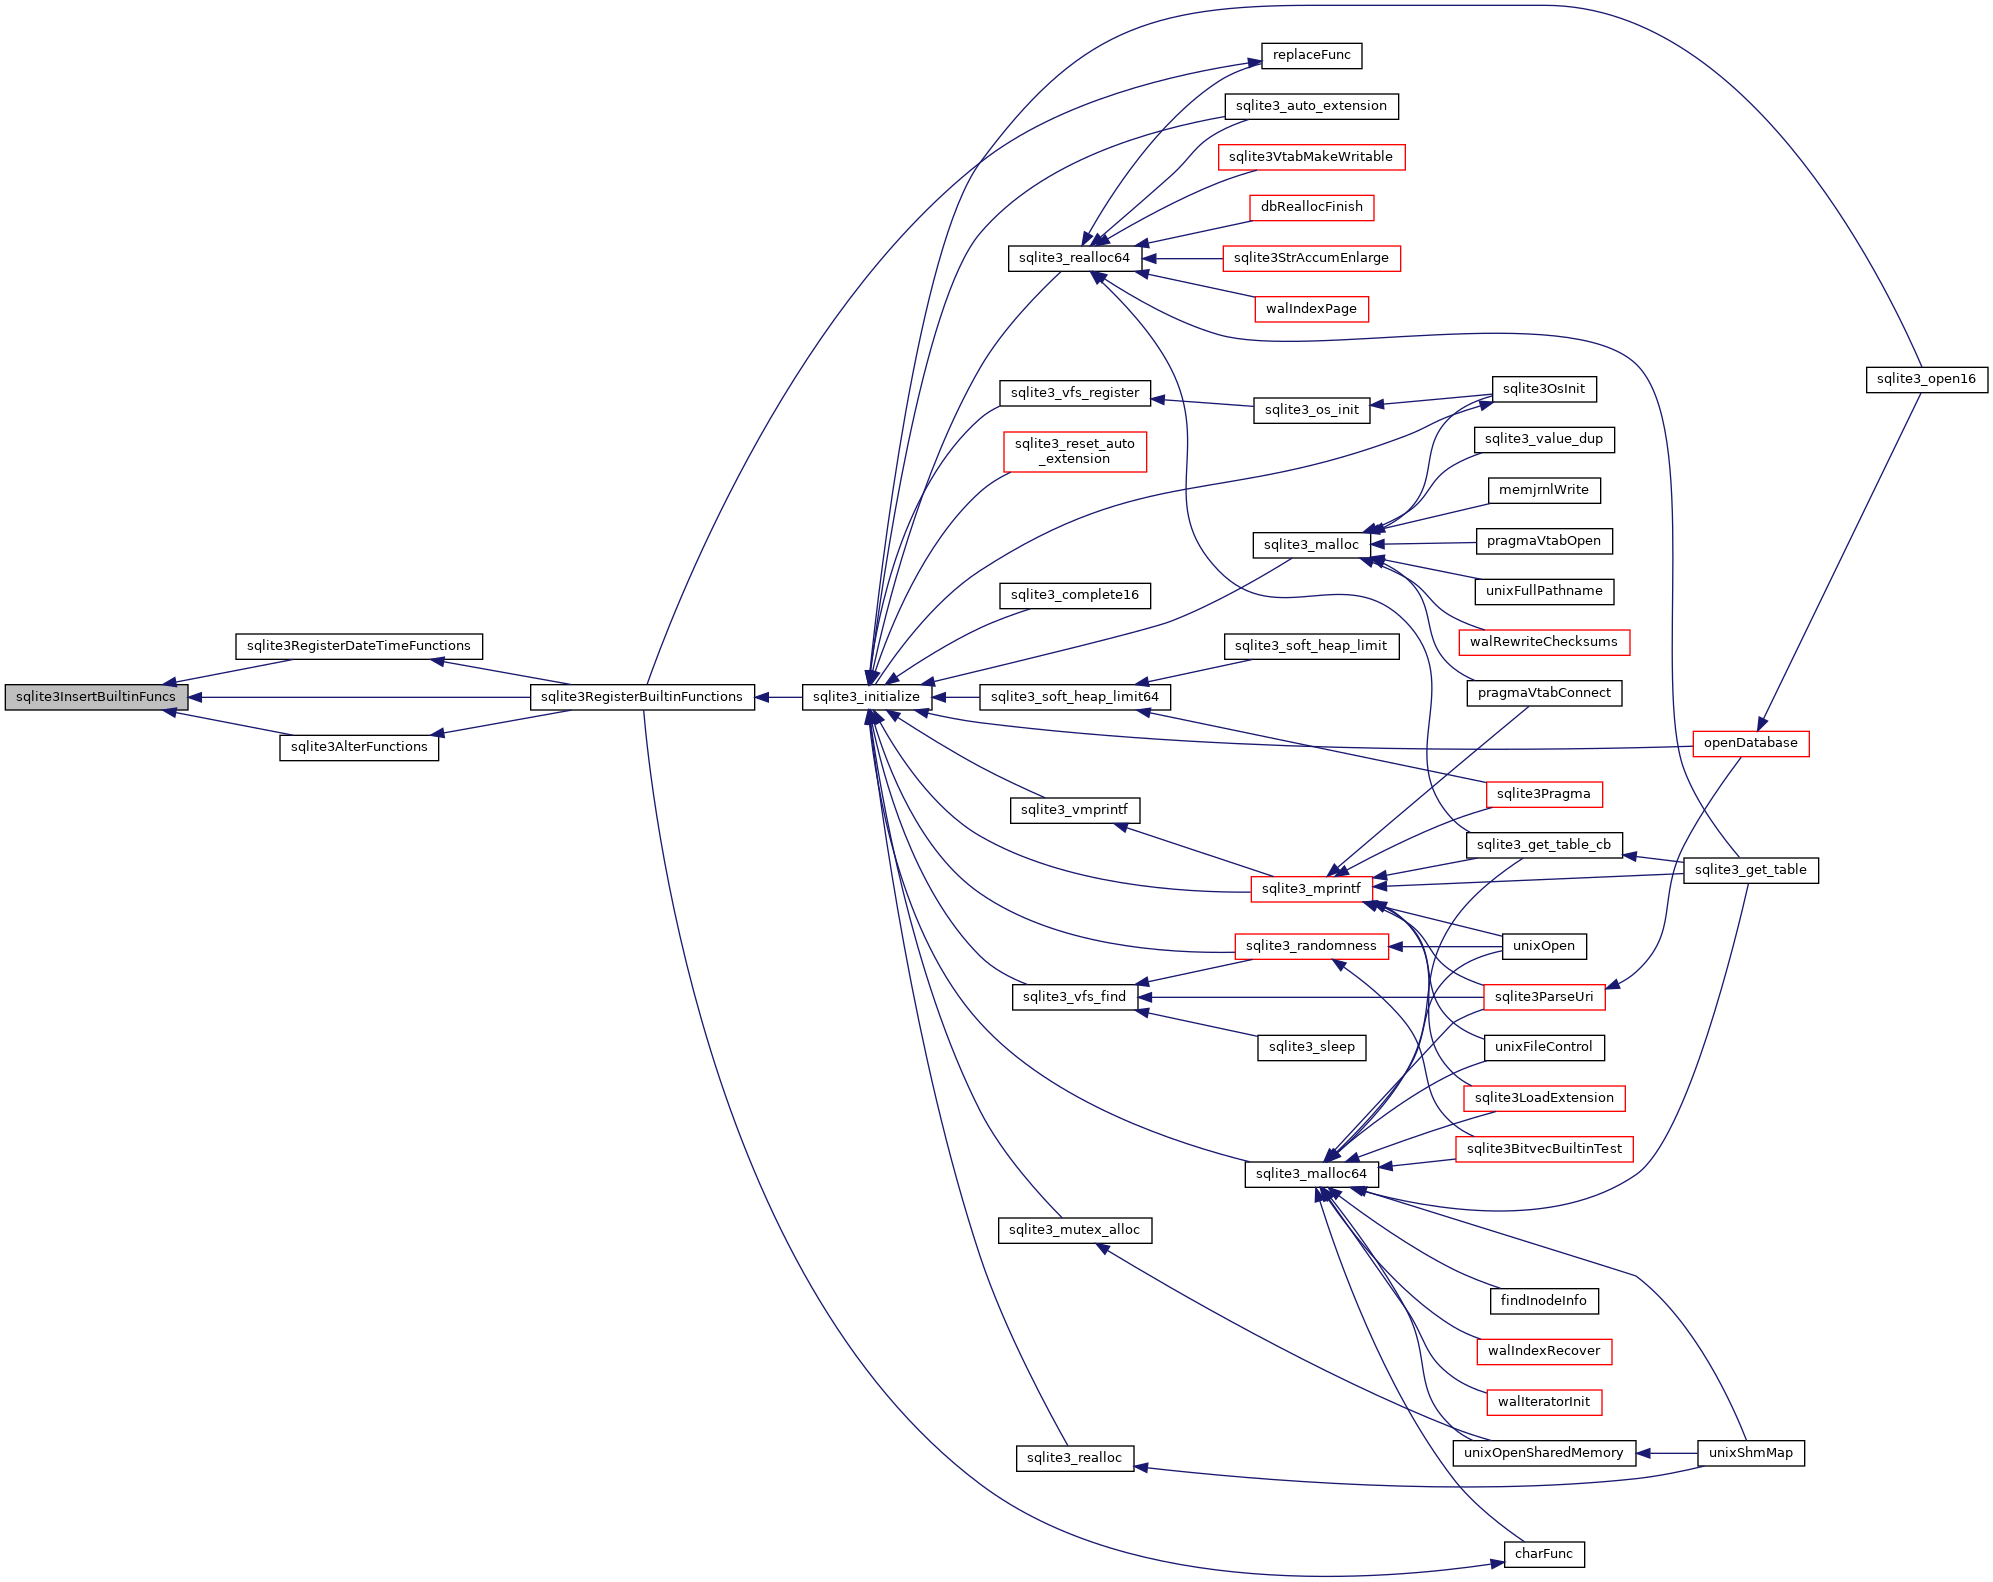 replaceFunc
sqlite3_auto_extension
sqlite3VtabMakeWritable
dbReallocFinish
sqlite3_realloc64
sqlite3StrAccumEnlarge
walIndexPage
sqlite3_open16
sqlite3_vfs_register
sqlite3OsInit
sqlite3_os_init
sqlite3_reset_auto
_extension
sqlite3_value_dup
memjrnlWrite
sqlite3_malloc
pragmaVtabOpen
sqlite3_complete16
unixFullPathname
sqlite3RegisterDateTimeFunctions
sqlite3_soft_heap_limit
walRewriteChecksums
sqlite3InsertBuiltinFuncs
sqlite3RegisterBuiltinFunctions
sqlite3_initialize
sqlite3_soft_heap_limit64
pragmaVtabConnect
sqlite3AlterFunctions
openDatabase
sqlite3_vmprintf
sqlite3Pragma
sqlite3_get_table_cb
sqlite3_get_table
sqlite3_mprintf
sqlite3_randomness
unixOpen
sqlite3_vfs_find
sqlite3ParseUri
sqlite3_sleep
unixFileControl
sqlite3LoadExtension
sqlite3BitvecBuiltinTest
sqlite3_malloc64
sqlite3_mutex_alloc
findInodeInfo
walIndexRecover
walIteratorInit
sqlite3_realloc
unixOpenSharedMemory
unixShmMap
charFunc